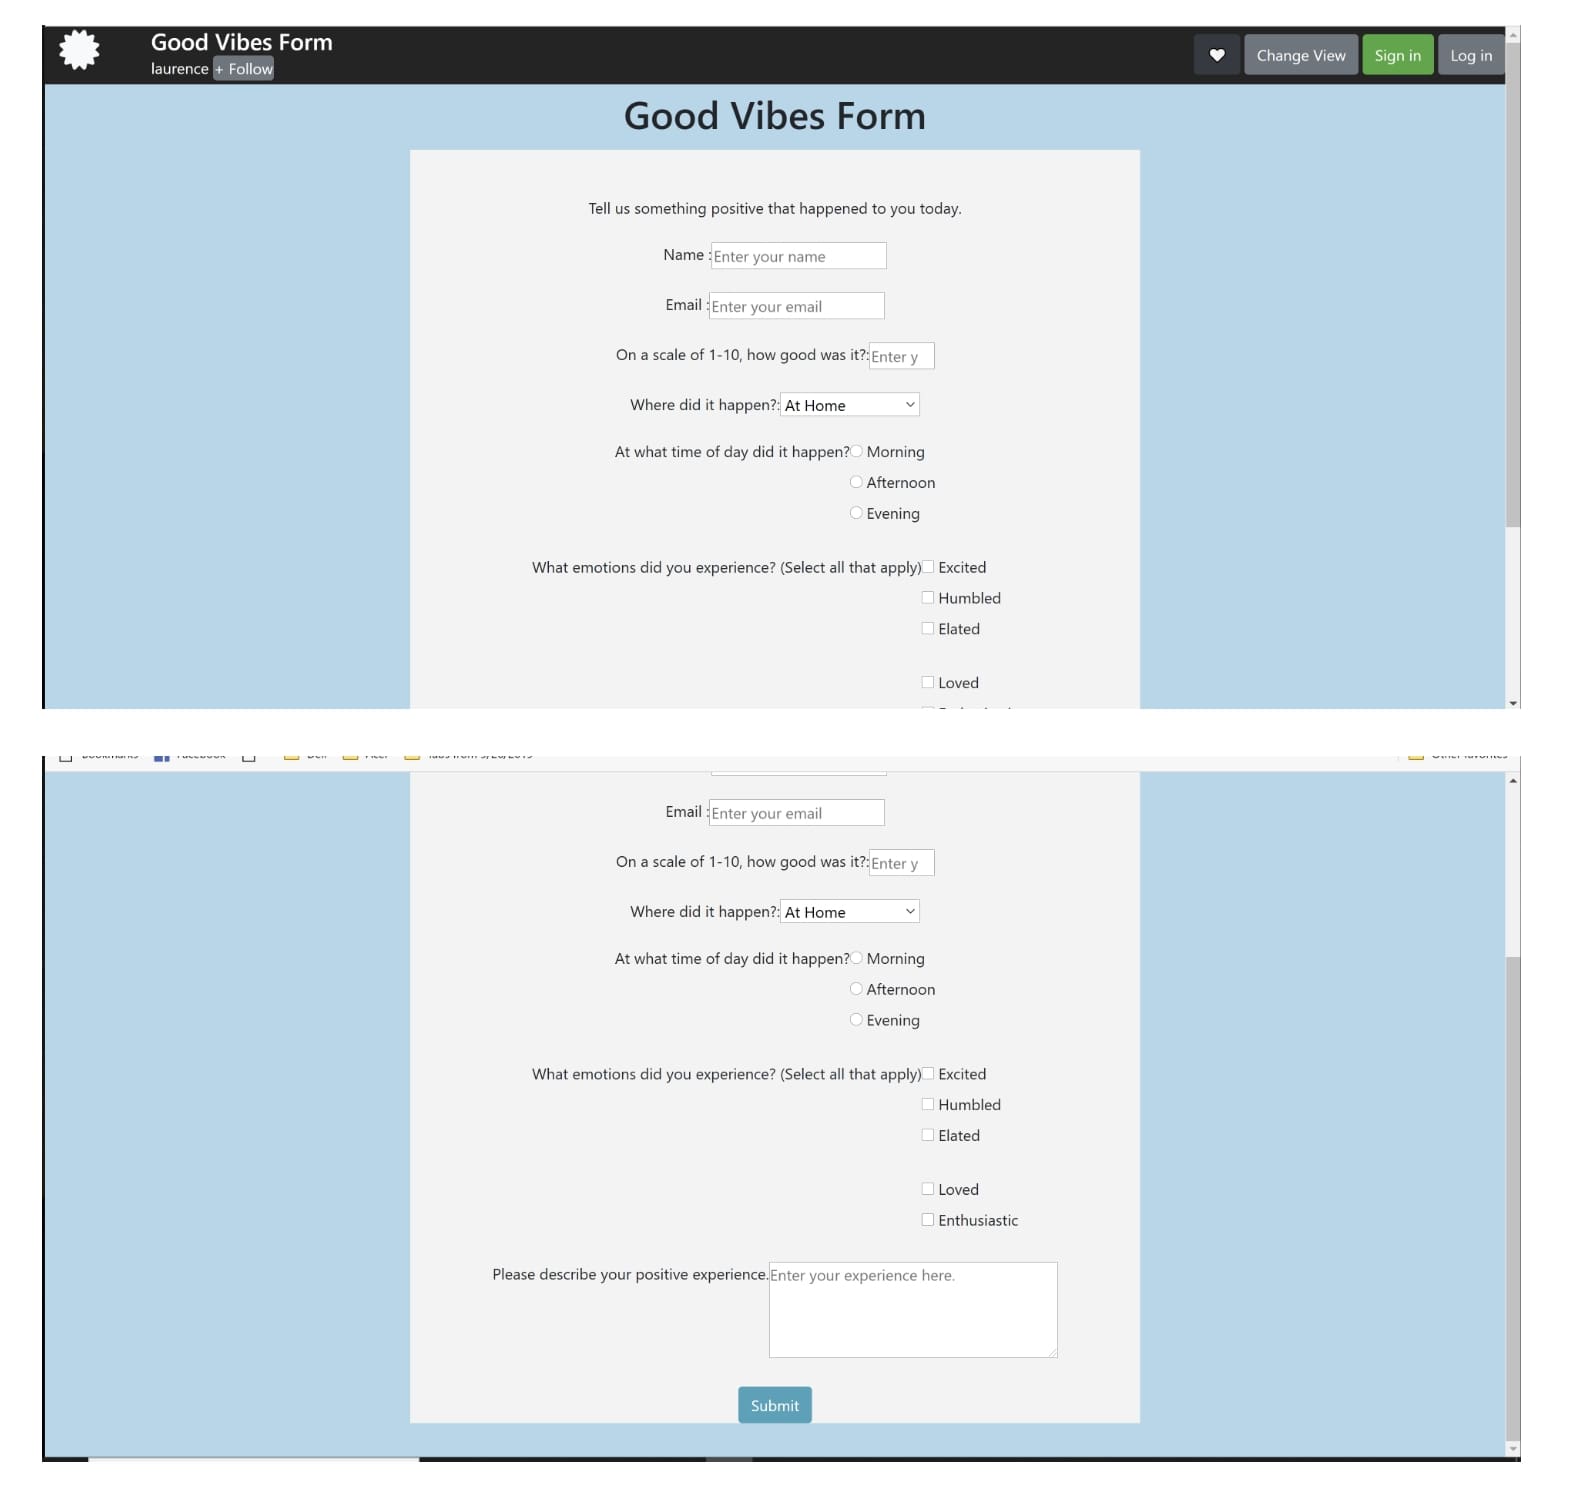 Good Vibes Form
laurence + Follow
Change View
Sign in
Log in
Good Vibes Form
Tell us something positive that happened to you today.
Name :Enter your name
Email :Enter your email
On a scale of 1-10, how good was it?:Enter y
Where did it happen?:At Home
At what time of day did it happen? Morning
Afternoon
Evening
What emotions did you experience? (Select all that apply) Excited
Humbled
Elated
Loved
Email :Enter your email
On a scale of 1-10, how good was it?:Enter y
Where did it happen?:At Home
At what time of day did it happen? Morning
Afternoon
Evening
What emotions did you experience? (Select all that apply) Excited
Humbled
Elated
Loved
Enthusiastic
Please describe your positive experience.Enter your experience here.
Submit